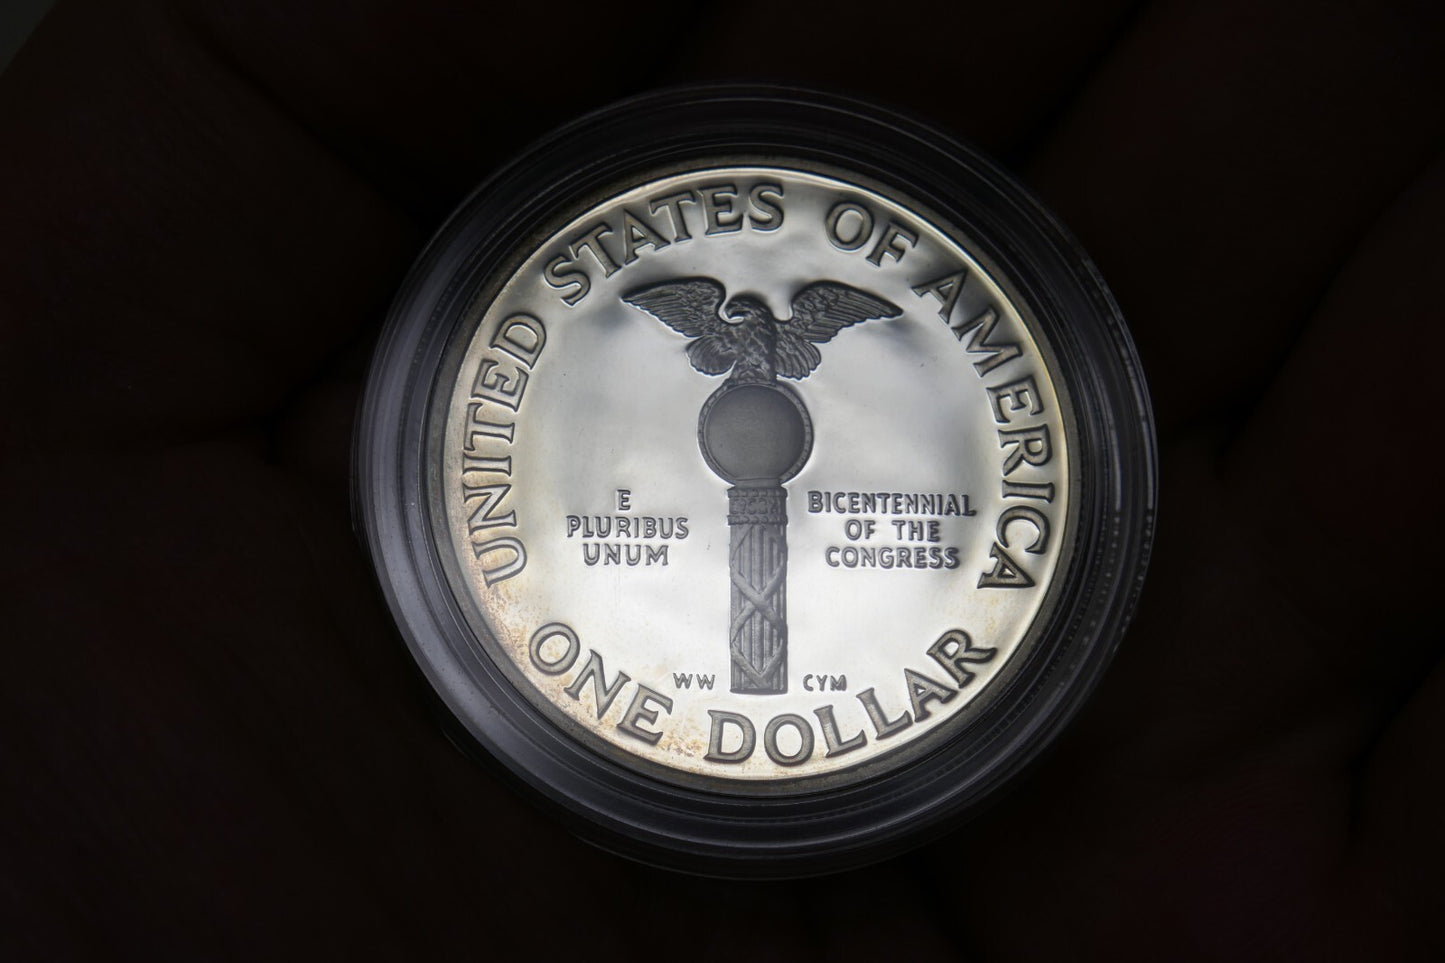 UNITED STATES OF AMERICA
E
PLURIBUS
UNUM
BICENTENNIAL
OF THE
CONGRESS
WW
CYM
ONE DOLLAR